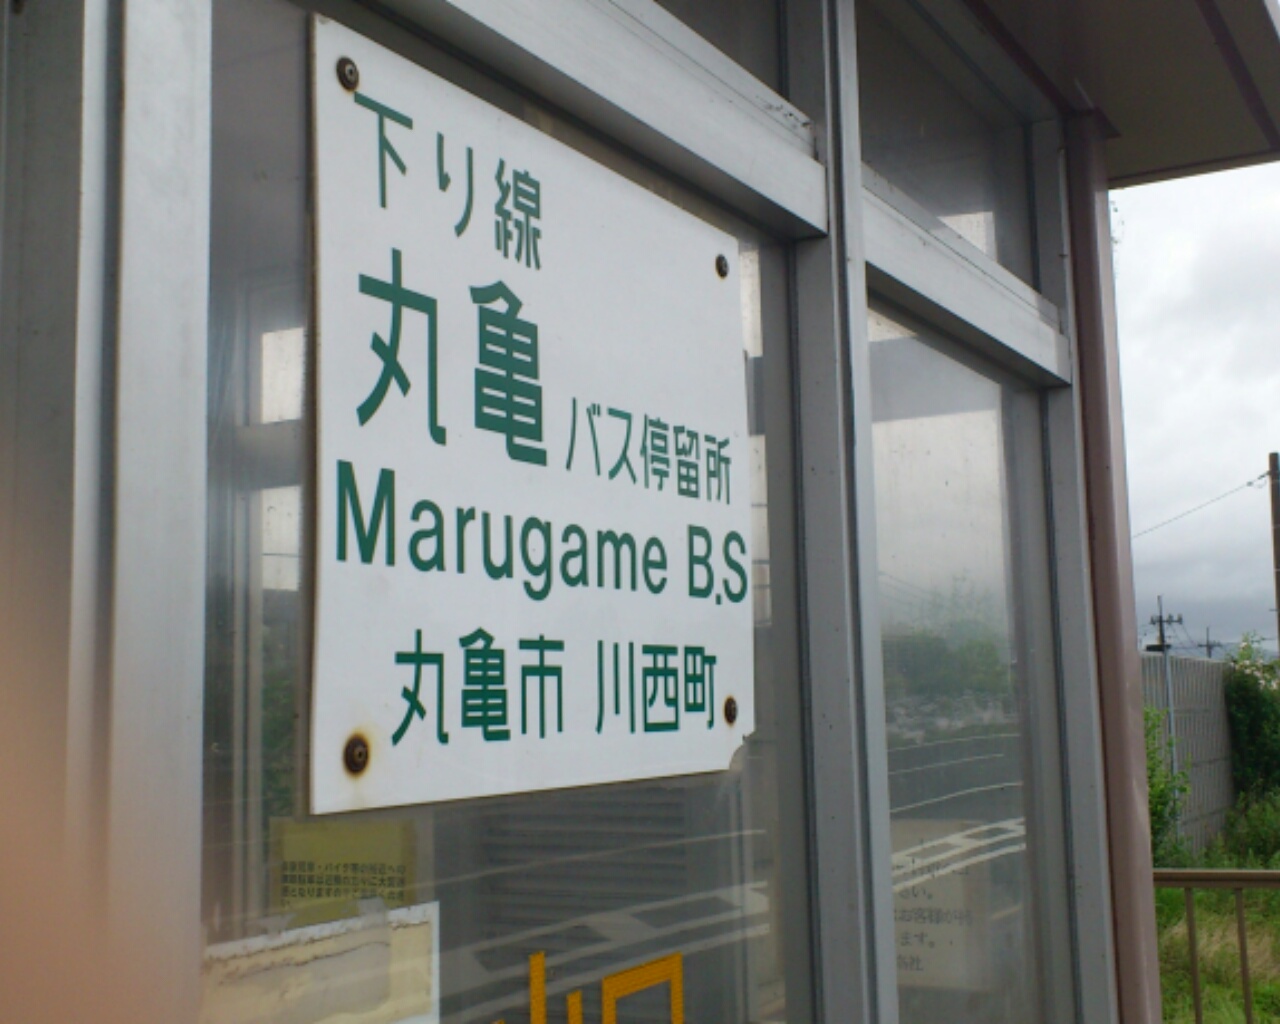 下り線
丸亀バス停留所
Marugame B.S
丸亀市 川西町